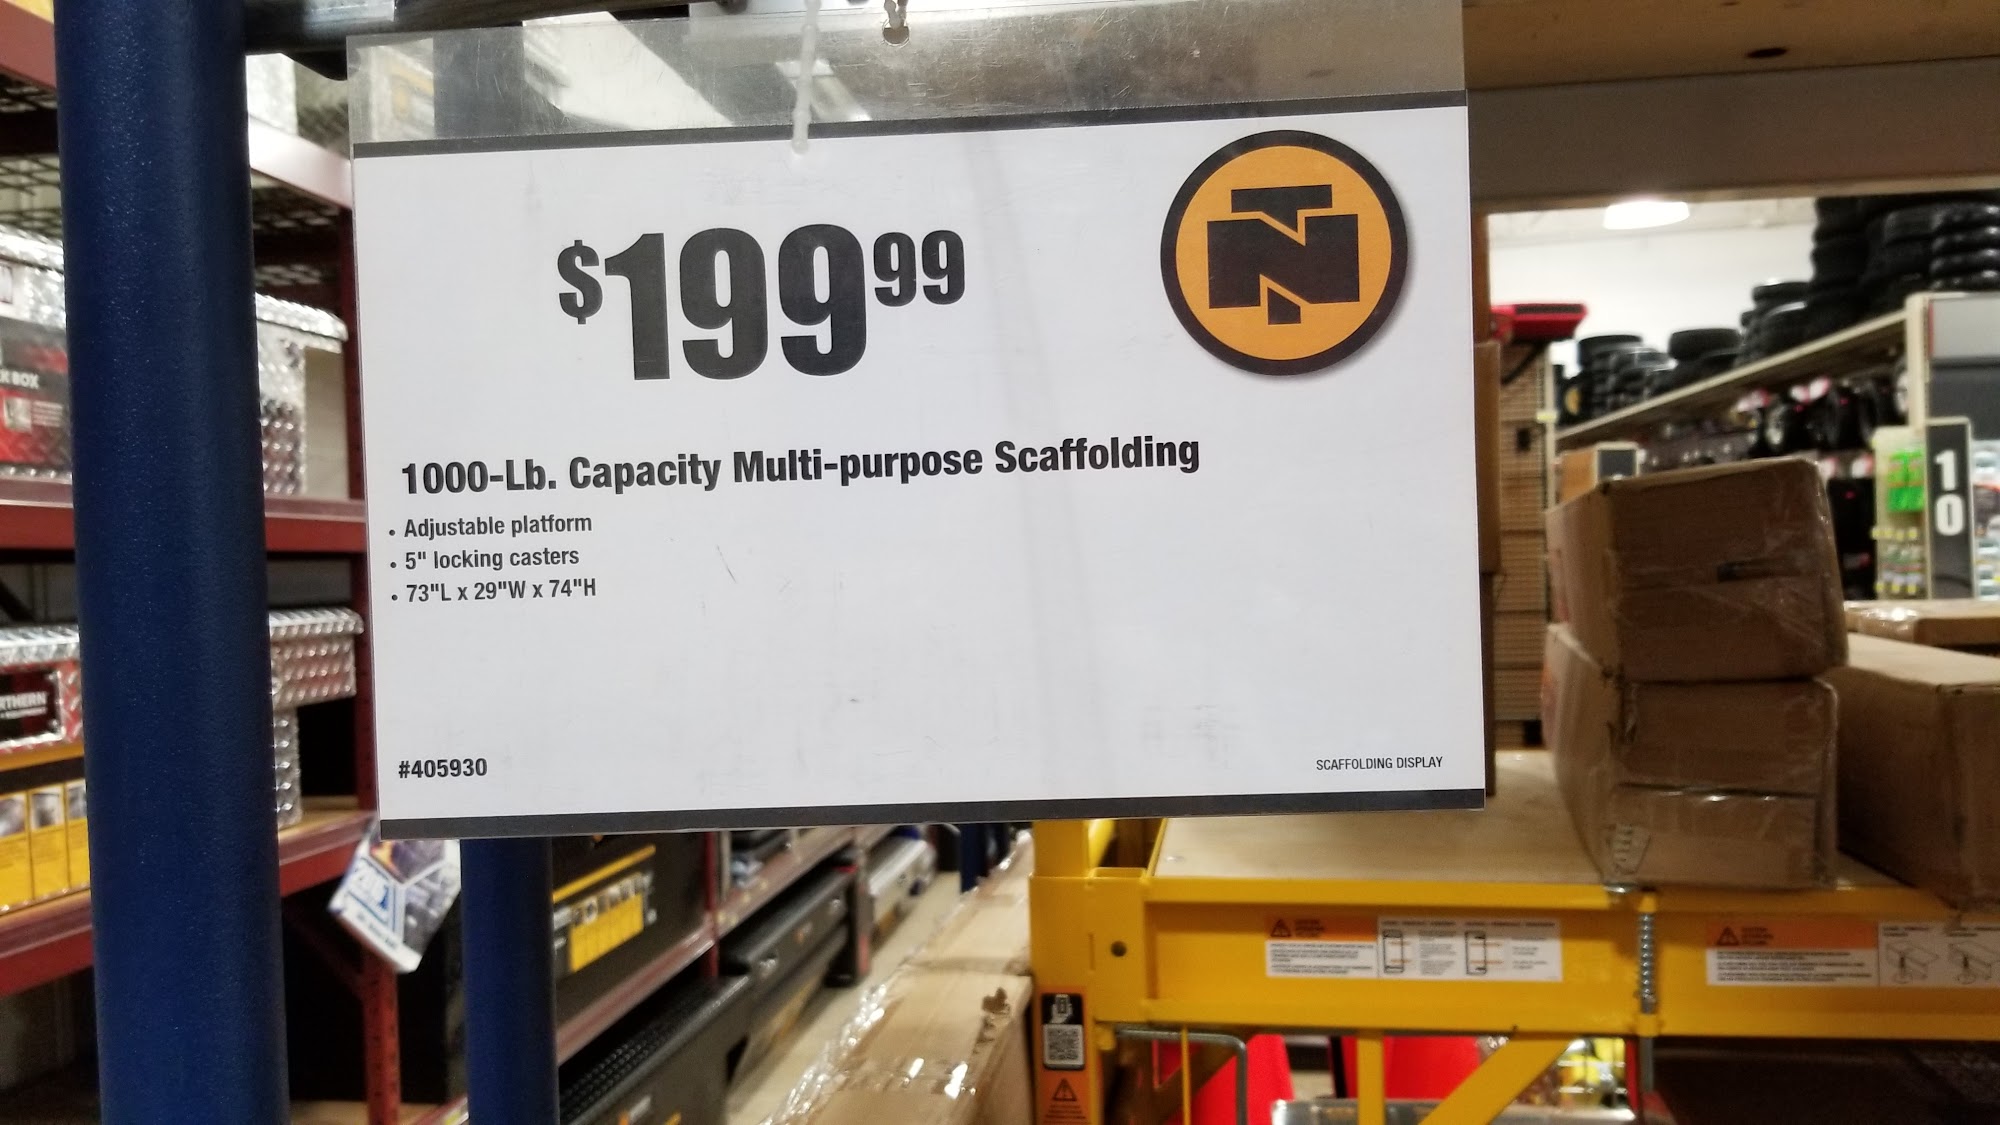 $199.99
1000-Lb. Capacity Multi-purpose Scaffolding
• Adjustable platform
• 5" locking casters
• 73"L x 29"W x 74"H
#405930
SCAFFOLDING DISPLAY
10
BOX